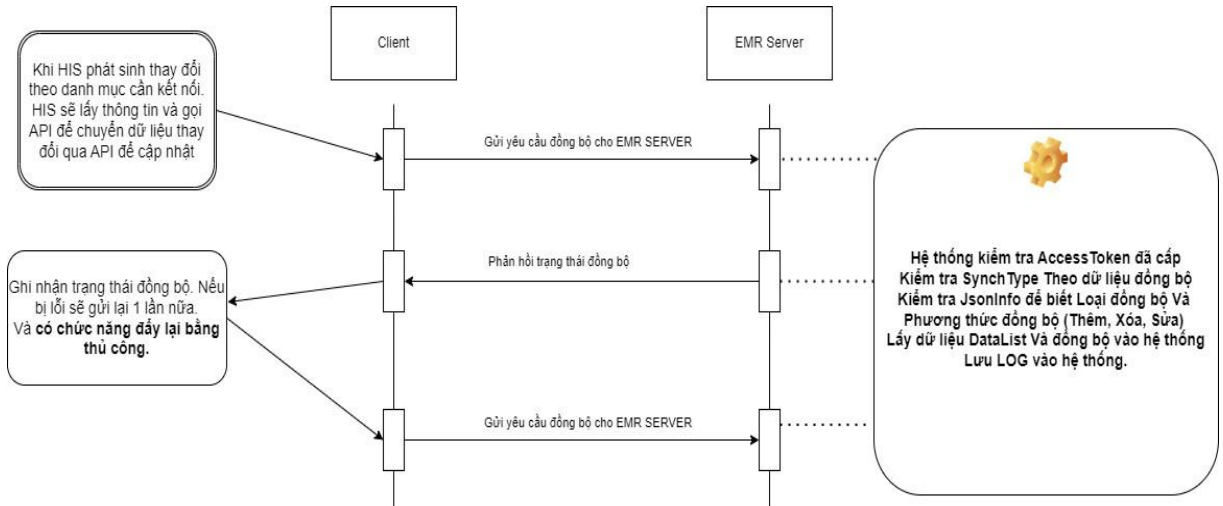 Client
EMR Server
Khi HIS phát sinh thay đổi
theo danh mục cần kết nối.
HIS sẽ lấy thông tin và gọi
API để chuyển dữ liệu thay
đổi qua API để cập nhật
Gửi yêu cầu đồng bộ cho EMR SERVER
Phản hồi trạng thái đồng bộ
Ghi nhận trạng thái đồng bộ. Nếu
bị lỗi sẽ gửi lại 1 lần nữa.
Và có chức năng đẩy lại bằng
thủ công.
Hệ thống kiểm tra AccessToken đã cấp
Kiểm tra SynchType Theo dữ liệu đồng bộ
Kiểm tra JsonInfo để biết Loại đồng bộ Và
Phương thức đồng bộ (Thêm, Xóa, Sửa)
Lấy dữ liệu DataList Và đồng bộ vào hệ thống
Lưu LOG vào hệ thống.
Gửi yêu cầu đồng bộ cho EMR SERVER